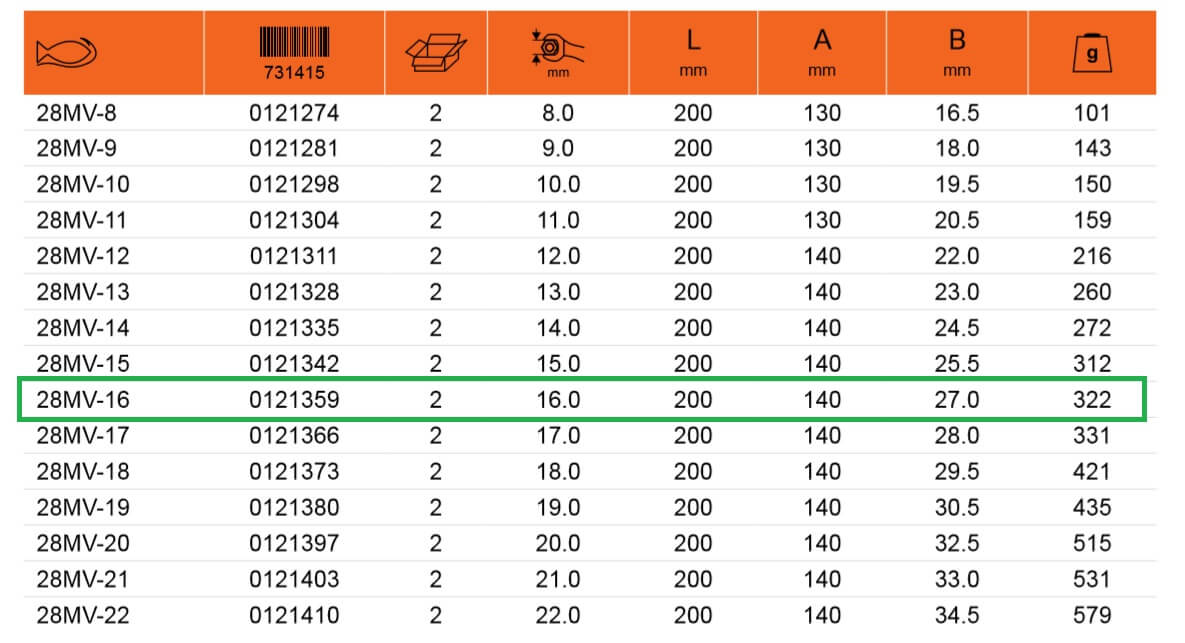 731415 mm L mm A mm B mm g
28MV-8 0121274 2 8.0 200 130 16.5 101
28MV-9 0121281 2 9.0 200 130 18.0 143
28MV-10 0121298 2 10.0 200 130 19.5 150
28MV-11 0121304 2 11.0 200 130 20.5 159
28MV-12 0121311 2 12.0 200 140 22.0 216
28MV-13 0121328 2 13.0 200 140 23.0 260
28MV-14 0121335 2 14.0 200 140 24.5 272
28MV-15 0121342 2 15.0 200 140 25.5 312
28MV-16 0121359 2 16.0 200 140 27.0 322
28MV-17 0121366 2 17.0 200 140 28.0 331
28MV-18 0121373 2 18.0 200 140 29.5 421
28MV-19 0121380 2 19.0 200 140 30.5 435
28MV-20 0121397 2 20.0 200 140 32.5 515
28MV-21 0121403 2 21.0 200 140 33.0 531
28MV-22 0121410 2 22.0 200 140 34.5 579